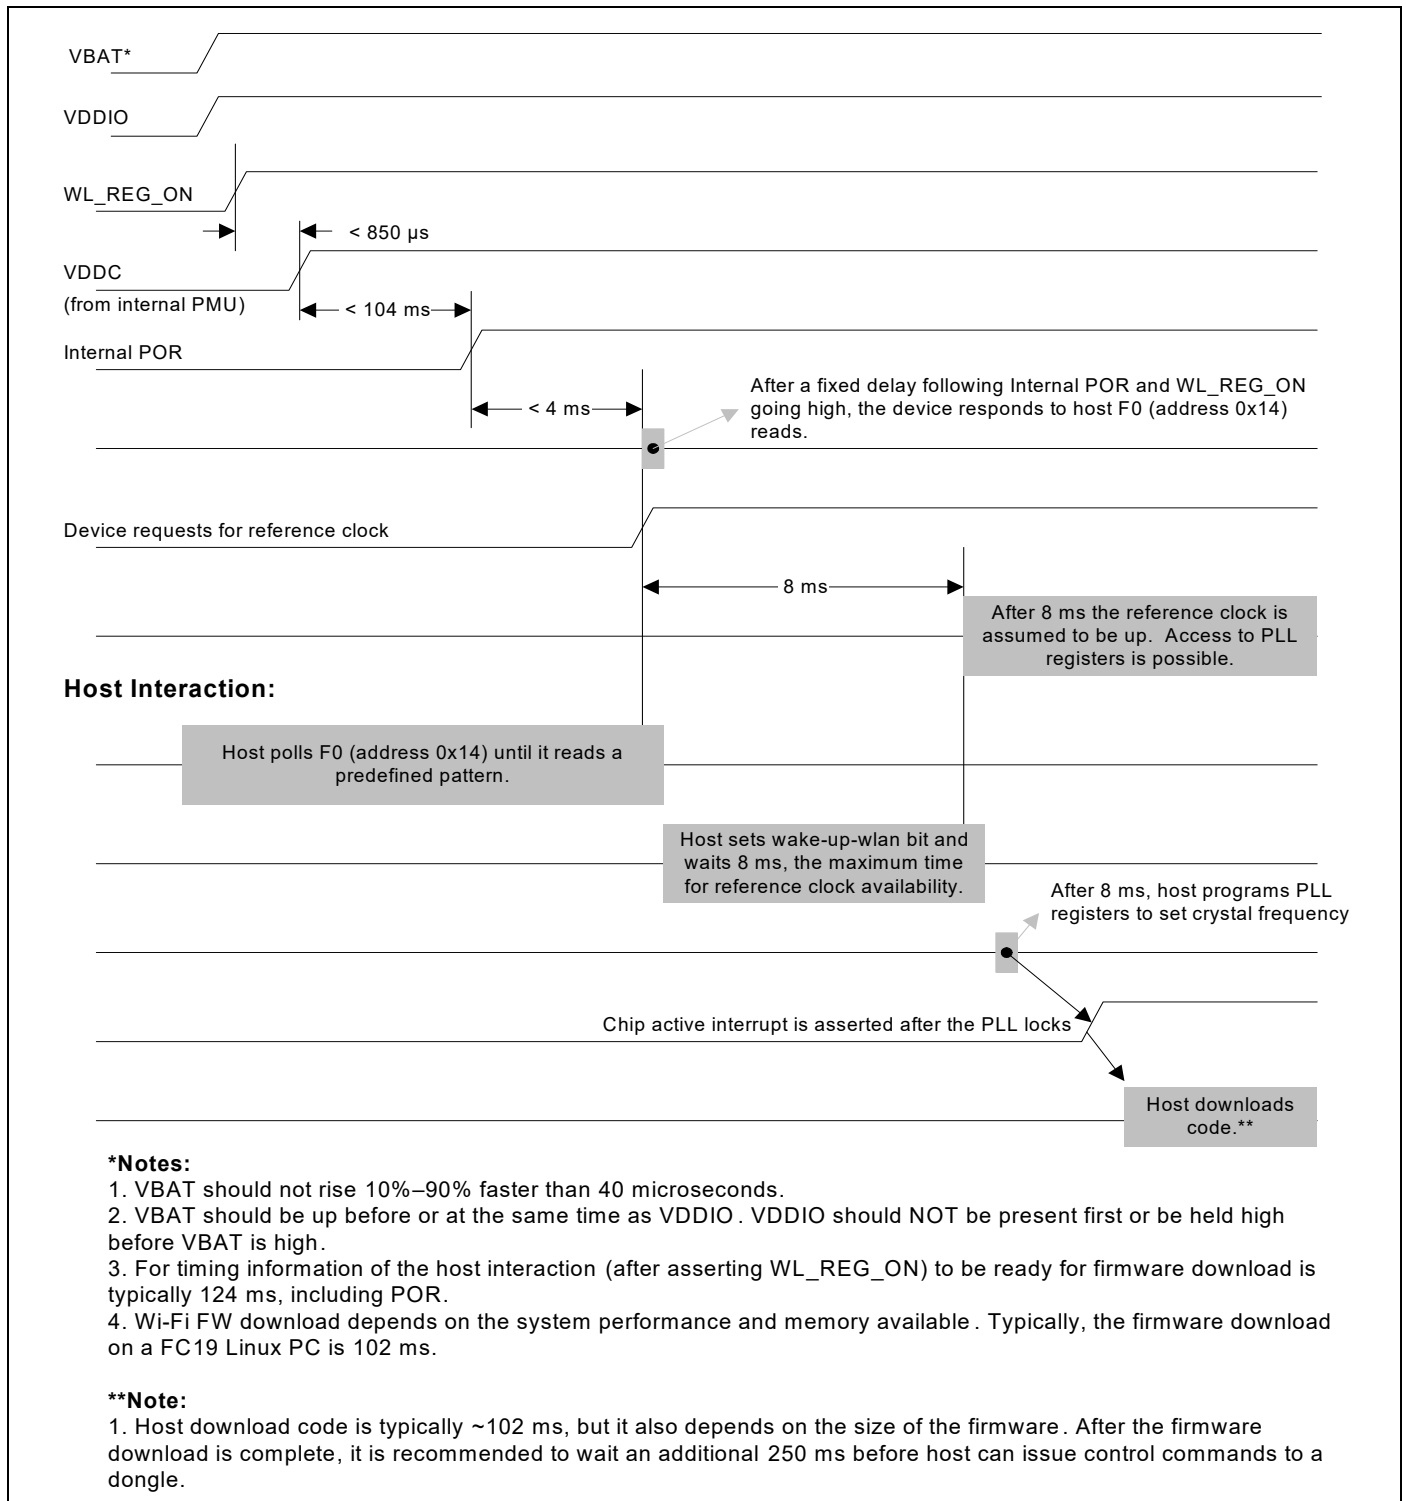 VBAT*
VDDIO
WL_REG_ON
< 850 µs
VDDC
(from internal PMU)
< 104 ms
Internal POR
After a fixed delay following Internal POR and WL_REG_ON
going high, the device responds to host F0 (address 0x14)
reads.
< 4 ms
Device requests for reference clock
8 ms
After 8 ms the reference clock is
assumed to be up. Access to PLL
registers is possible.
Host Interaction:
Host polls F0 (address 0x14) until it reads a
predefined pattern.
Host sets wake-up-wlan bit and
waits 8 ms, the maximum time
for reference clock availability.
After 8 ms, host programs PLL
registers to set crystal frequency
Chip active interrupt is asserted after the PLL locks
Host downloads
code.**
*Notes:
1. VBAT should not rise 10%–90% faster than 40 microseconds.
2. VBAT should be up before or at the same time as VDDIO. VDDIO should NOT be present first or be held high
before VBAT is high.
3. For timing information of the host interaction (after asserting WL_REG_ON) to be ready for firmware download is
typically 124 ms, including POR.
4. Wi-Fi FW download depends on the system performance and memory available. Typically, the firmware download
on a FC19 Linux PC is 102 ms.
**Note:
1. Host download code is typically ~102 ms, but it also depends on the size of the firmware. After the firmware
download is complete, it is recommended to wait an additional 250 ms before host can issue control commands to a
dongle.